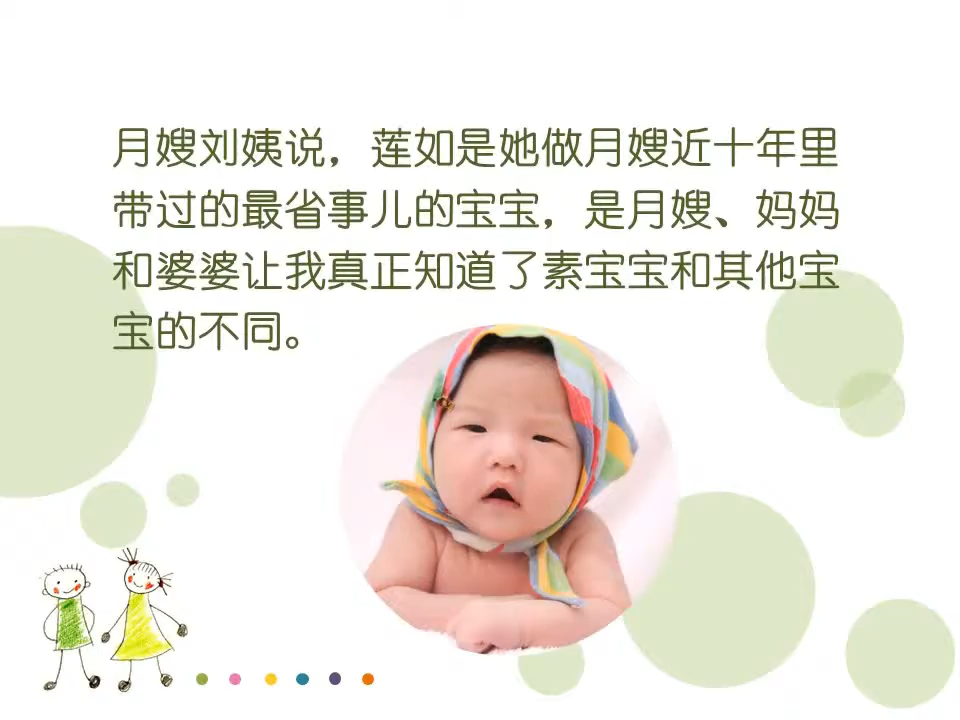 月嫂刘姨说，莲如是她做月嫂近十年里
带过的最省事儿的宝宝，是月嫂、妈妈
和婆婆让我真正知道了素宝宝和其他宝
宝的不同。